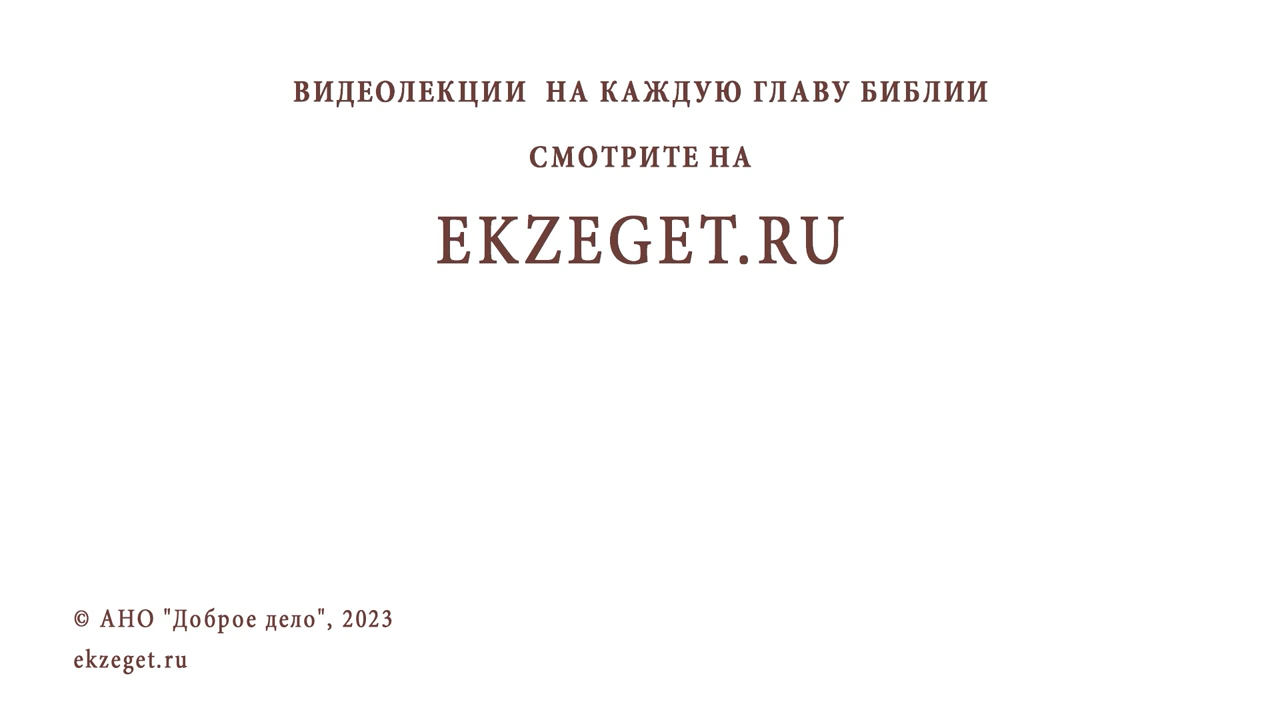 ВИДЕОЛЕКЦИИ  НА КАЖДУЮ ГЛАВУ БИБЛИИ
СМОТРИТЕ НА
EKZEGET.RU
© АНО "Доброе дело", 2023
ekzeget.ru